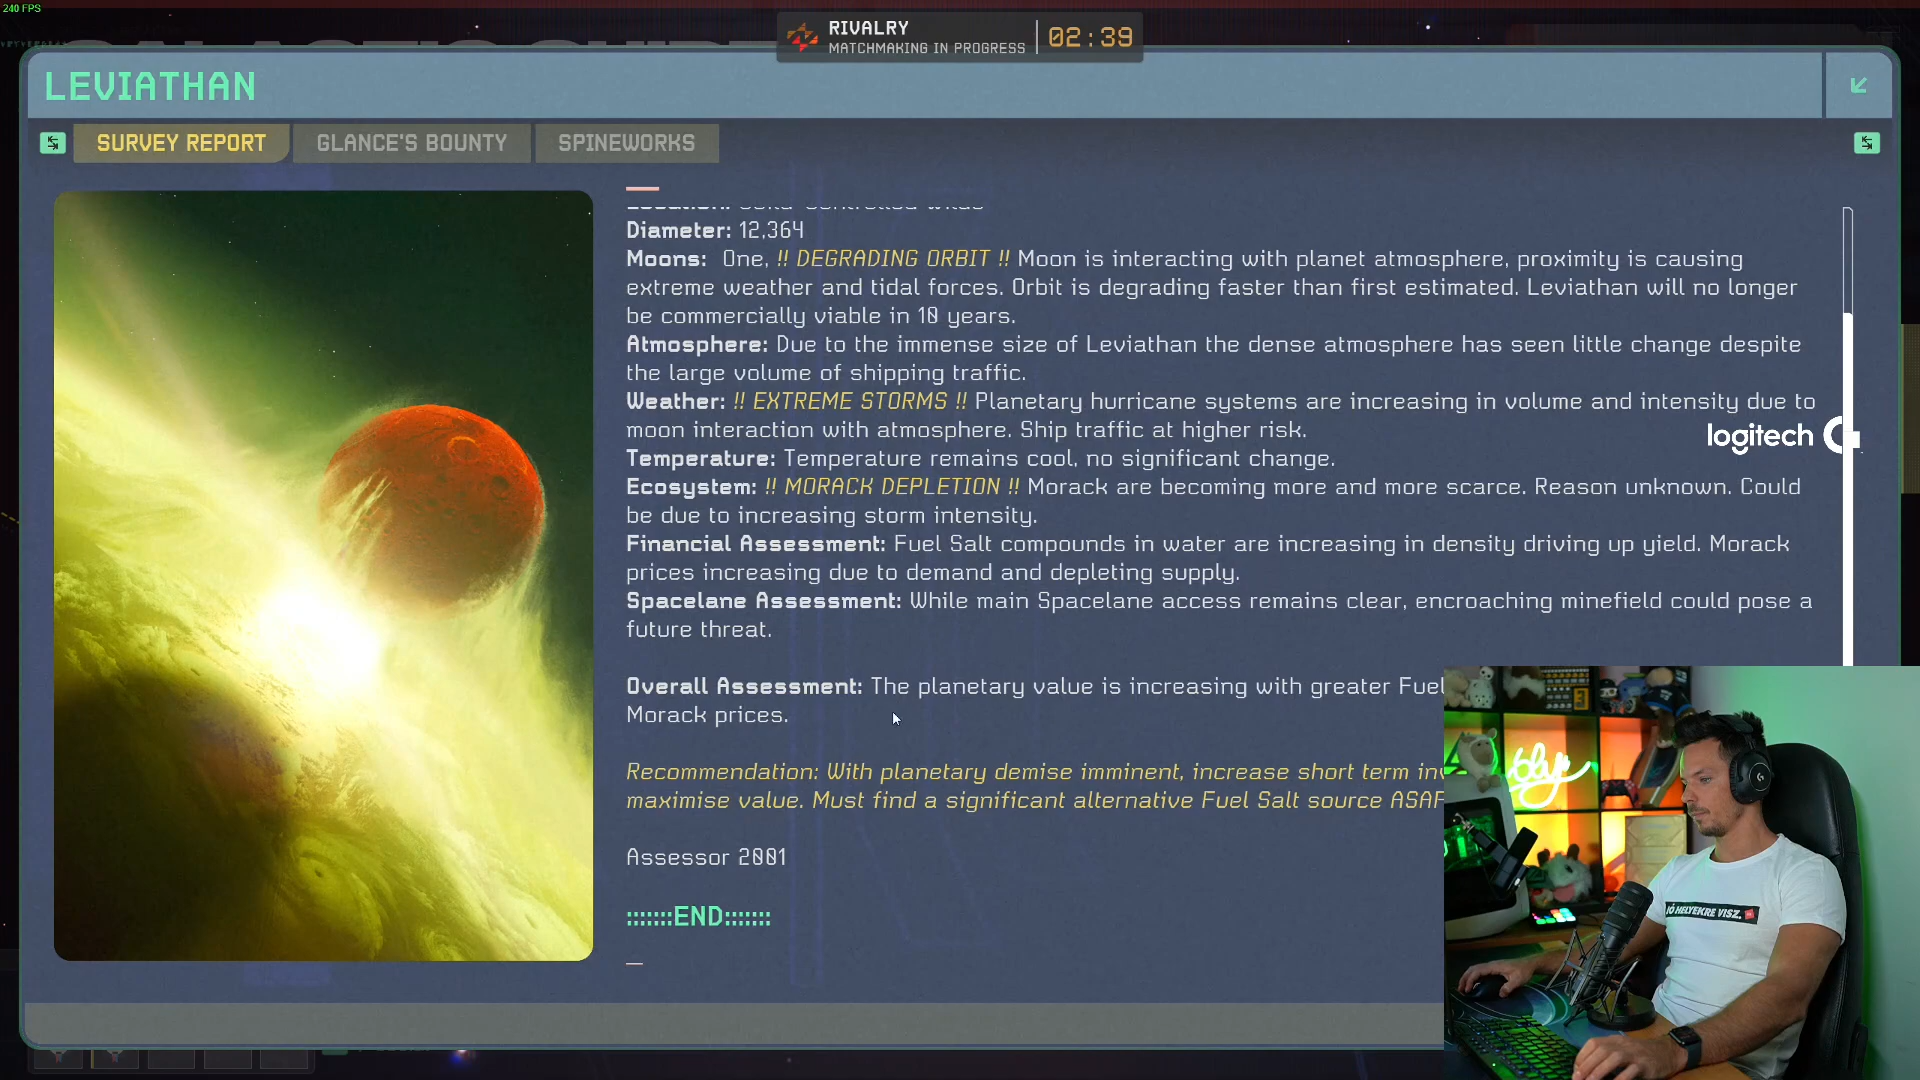 240 FPS
RIVALRY
MATCHMAKING IN PROGRESS
02:39
LEVIATHAN
SURVEY REPORT
GLANCE'S BOUNTY
SPINEWORKS
Diameter: 12,364
Moons: One, !! DEGRADING ORBIT !! Moon is interacting with planet atmosphere, proximity is causing
extreme weather and tidal forces. Orbit is degrading faster than first estimated. Leviathan will no longer
be commercially viable in 10 years.
Atmosphere: Due to the immense size of Leviathan the dense atmosphere has seen little change despite
the large volume of shipping traffic.
Weather: !! EXTREME STORMS !! Planetary hurricane systems are increasing in volume and intensity due to
moon interaction with atmosphere. Ship traffic at higher risk.
logitech G
Temperature: Temperature remains cool, no significant change.
Ecosystem: !! MORACK DEPLETION !! Morack are becoming more and more scarce. Reason unknown. Could
be due to increasing storm intensity.
Financial Assessment: Fuel Salt compounds in water are increasing in density driving up yield. Morack
prices increasing due to demand and depleting supply.
Spacelane Assessment: While main Spacelane access remains clear, encroaching minefield could pose a
future threat.
Overall Assessment: The planetary value is increasing with greater Fuel
Morack prices.
Recommendation: With planetary demise imminent, increase short term
maximise value. Must find a significant alternative Fuel Salt source
Assessor 2001
:::::::END:::::::
JÓ HELYEKRE VISZ.